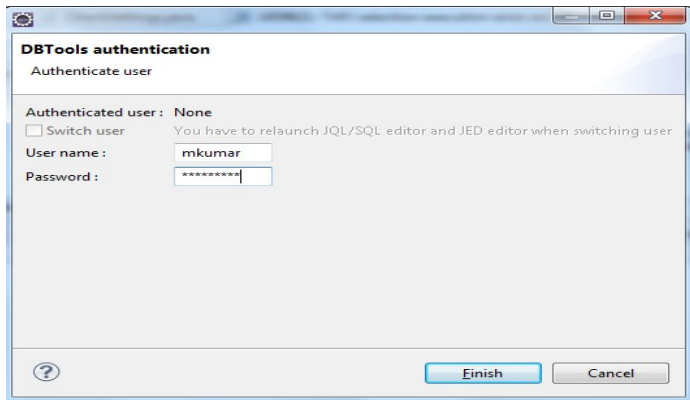 DBTools authentication
Authenticate user
Authenticated user : None
Switch user You have to relaunch JQL/SQL editor and JED editor when switching user
User name : mkumar
Password : *********
? Finish Cancel